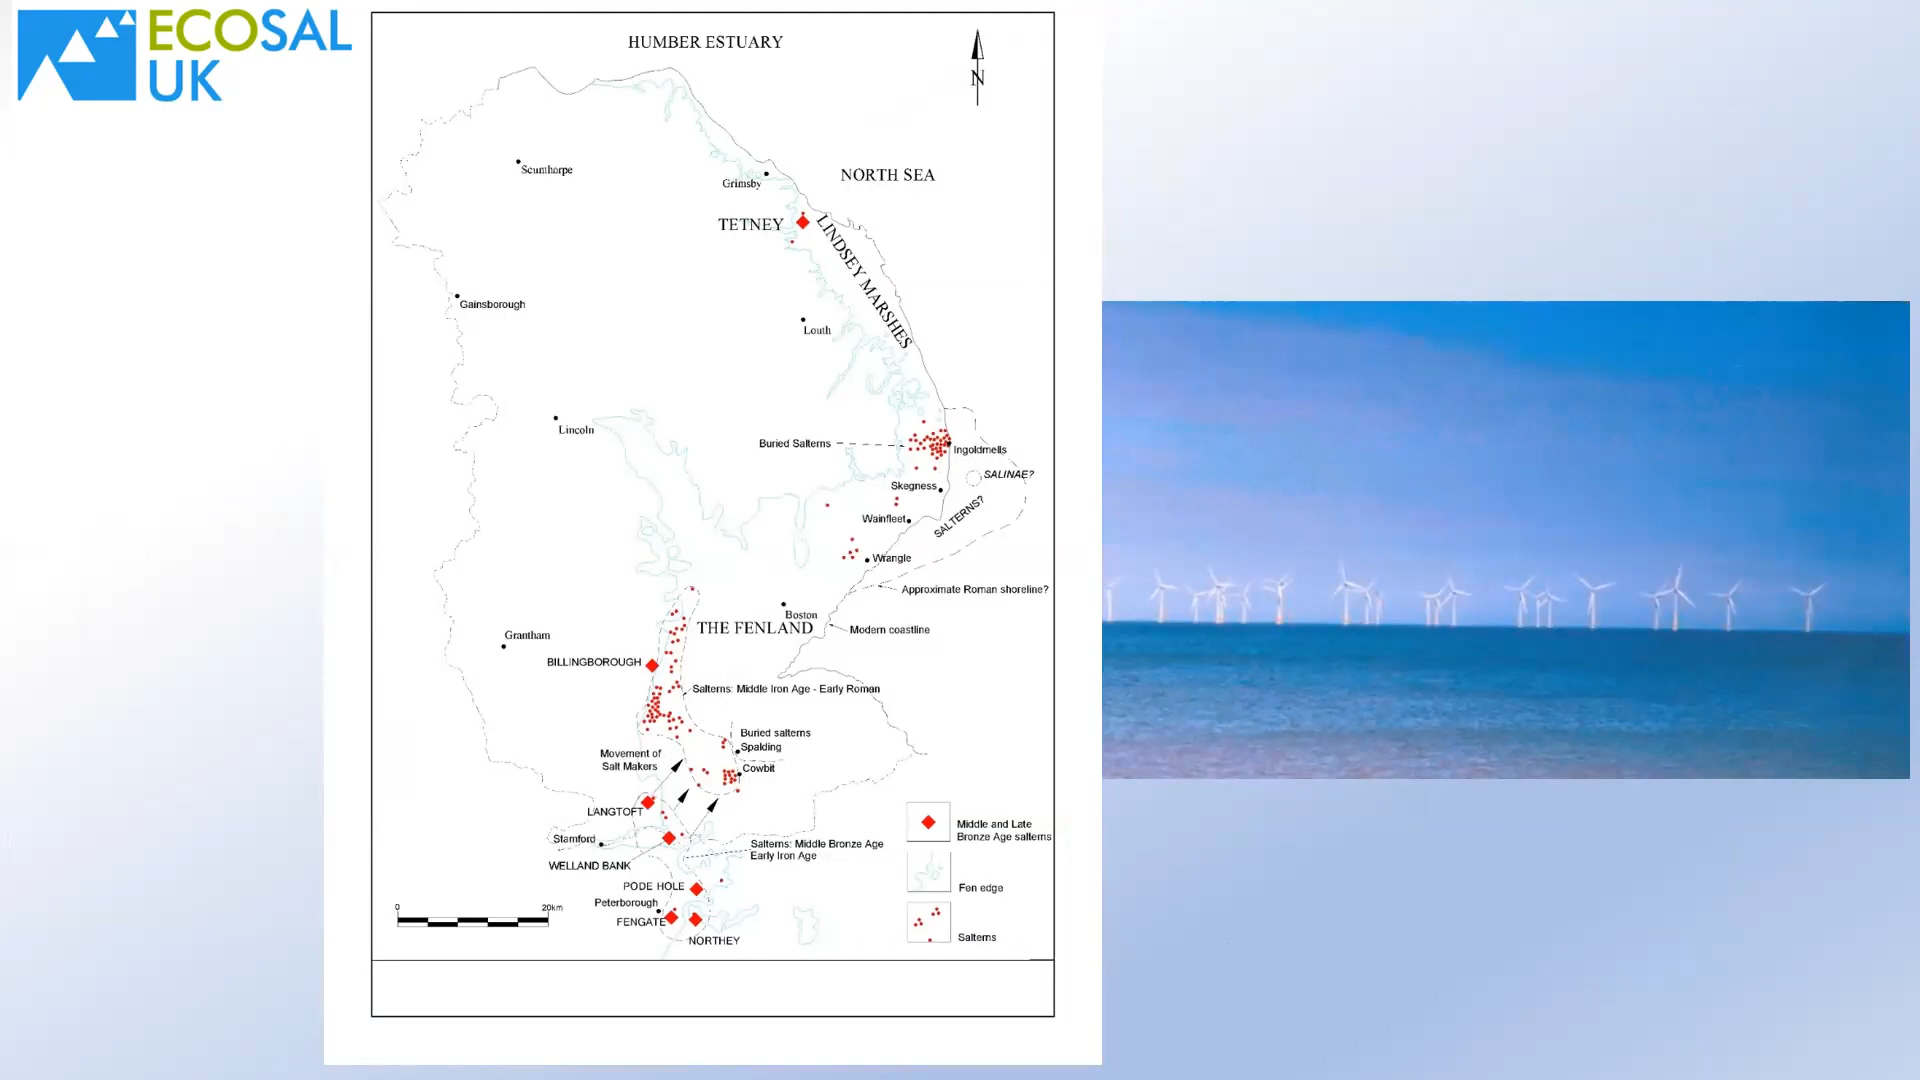 ECOSAL
UK
HUMBER ESTUARY
N
Scunthorpe
Grimsby
NORTH SEA
TETNEY
LINDSEY MARSHES
Gainsborough
Louth
Lincoln
Buried Salterns
Ingoldmells
SALINAE?
Skegness
SALTERNS?
Wainfleet
Wrangle
Approximate Roman shoreline?
Boston
THE FENLAND
Modern coastline
Grantham
BILLINGBOROUGH
Salterns: Middle Iron Age - Early Roman
Buried salterns
Spalding
Movement of
Salt Makers
Cowbit
LANGTOFT
Stamford
Salterns: Middle Bronze Age
Early Iron Age
WELLAND BANK
PODE HOLE
Peterborough
FENGATE
NORTHEY
0 20km
Middle and Late
Bronze Age salterns
Fen edge
Salterns